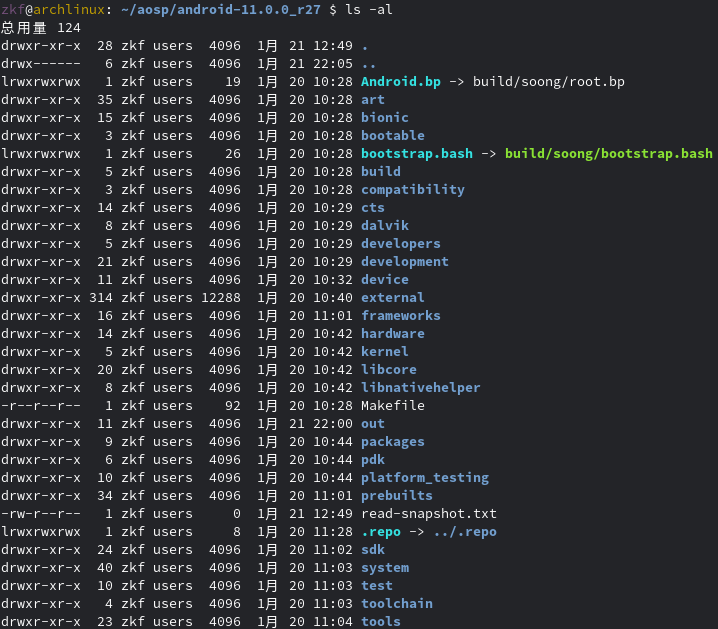 zkf@archlinux: ~/aosp/android-11.0.0_r27 $ ls -al
总用量 124
drwxr-xr-x  28 zkf users  4096  1月  21 12:49 .
drwx------   6 zkf users  4096  1月  21 22:05 ..
lrwxrwxrwx   1 zkf users    19  1月  20 10:28 Android.bp -> build/soong/root.bp
drwxr-xr-x  35 zkf users  4096  1月  20 10:28 art
drwxr-xr-x  15 zkf users  4096  1月  20 10:28 bionic
drwxr-xr-x   3 zkf users  4096  1月  20 10:28 bootable
lrwxrwxrwx   1 zkf users    26  1月  20 10:28 bootstrap.bash -> build/soong/bootstrap.bash
drwxr-xr-x   5 zkf users  4096  1月  20 10:28 build
drwxr-xr-x   3 zkf users  4096  1月  20 10:28 compatibility
drwxr-xr-x  14 zkf users  4096  1月  20 10:29 cts
drwxr-xr-x   8 zkf users  4096  1月  20 10:29 dalvik
drwxr-xr-x   5 zkf users  4096  1月  20 10:29 developers
drwxr-xr-x  21 zkf users  4096  1月  20 10:29 development
drwxr-xr-x  11 zkf users  4096  1月  20 10:32 device
drwxr-xr-x 314 zkf users 12288  1月  20 10:40 external
drwxr-xr-x  16 zkf users  4096  1月  20 11:01 frameworks
drwxr-xr-x  14 zkf users  4096  1月  20 10:42 hardware
drwxr-xr-x   5 zkf users  4096  1月  20 10:42 kernel
drwxr-xr-x  20 zkf users  4096  1月  20 10:42 libcore
drwxr-xr-x   8 zkf users  4096  1月  20 10:42 libnativehelper
-r--r--r--   1 zkf users    92  1月  20 10:28 Makefile
drwxr-xr-x  11 zkf users  4096  1月  21 22:00 out
drwxr-xr-x   9 zkf users  4096  1月  20 10:44 packages
drwxr-xr-x   6 zkf users  4096  1月  20 10:44 pdk
drwxr-xr-x  10 zkf users  4096  1月  20 10:44 platform_testing
drwxr-xr-x  34 zkf users  4096  1月  20 11:01 prebuilts
-rw-r--r--   1 zkf users     0  1月  21 12:49 read-snapshot.txt
lrwxrwxrwx   1 zkf users     8  1月  20 11:28 .repo -> ../.repo
drwxr-xr-x  24 zkf users  4096  1月  20 11:02 sdk
drwxr-xr-x  40 zkf users  4096  1月  20 11:03 system
drwxr-xr-x  10 zkf users  4096  1月  20 11:03 test
drwxr-xr-x   4 zkf users  4096  1月  20 11:03 toolchain
drwxr-xr-x  23 zkf users  4096  1月  20 11:04 tools